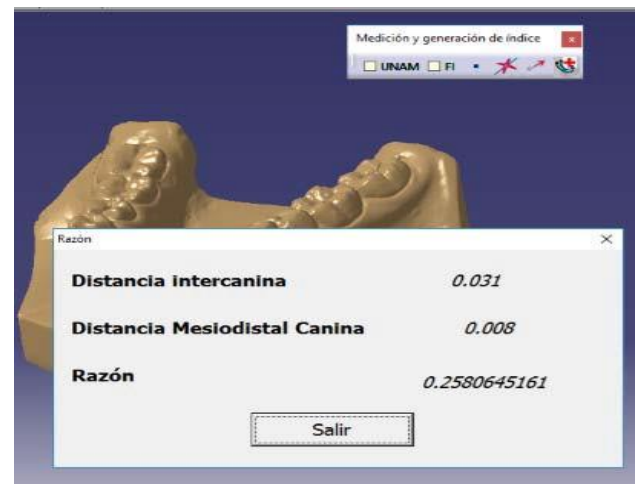 Medición y generación de índice
UNAM FI
Razón
Distancia intercanina 0.031
Distancia Mesiodistal Canina 0.008
Razón 0.2580645161
Salir